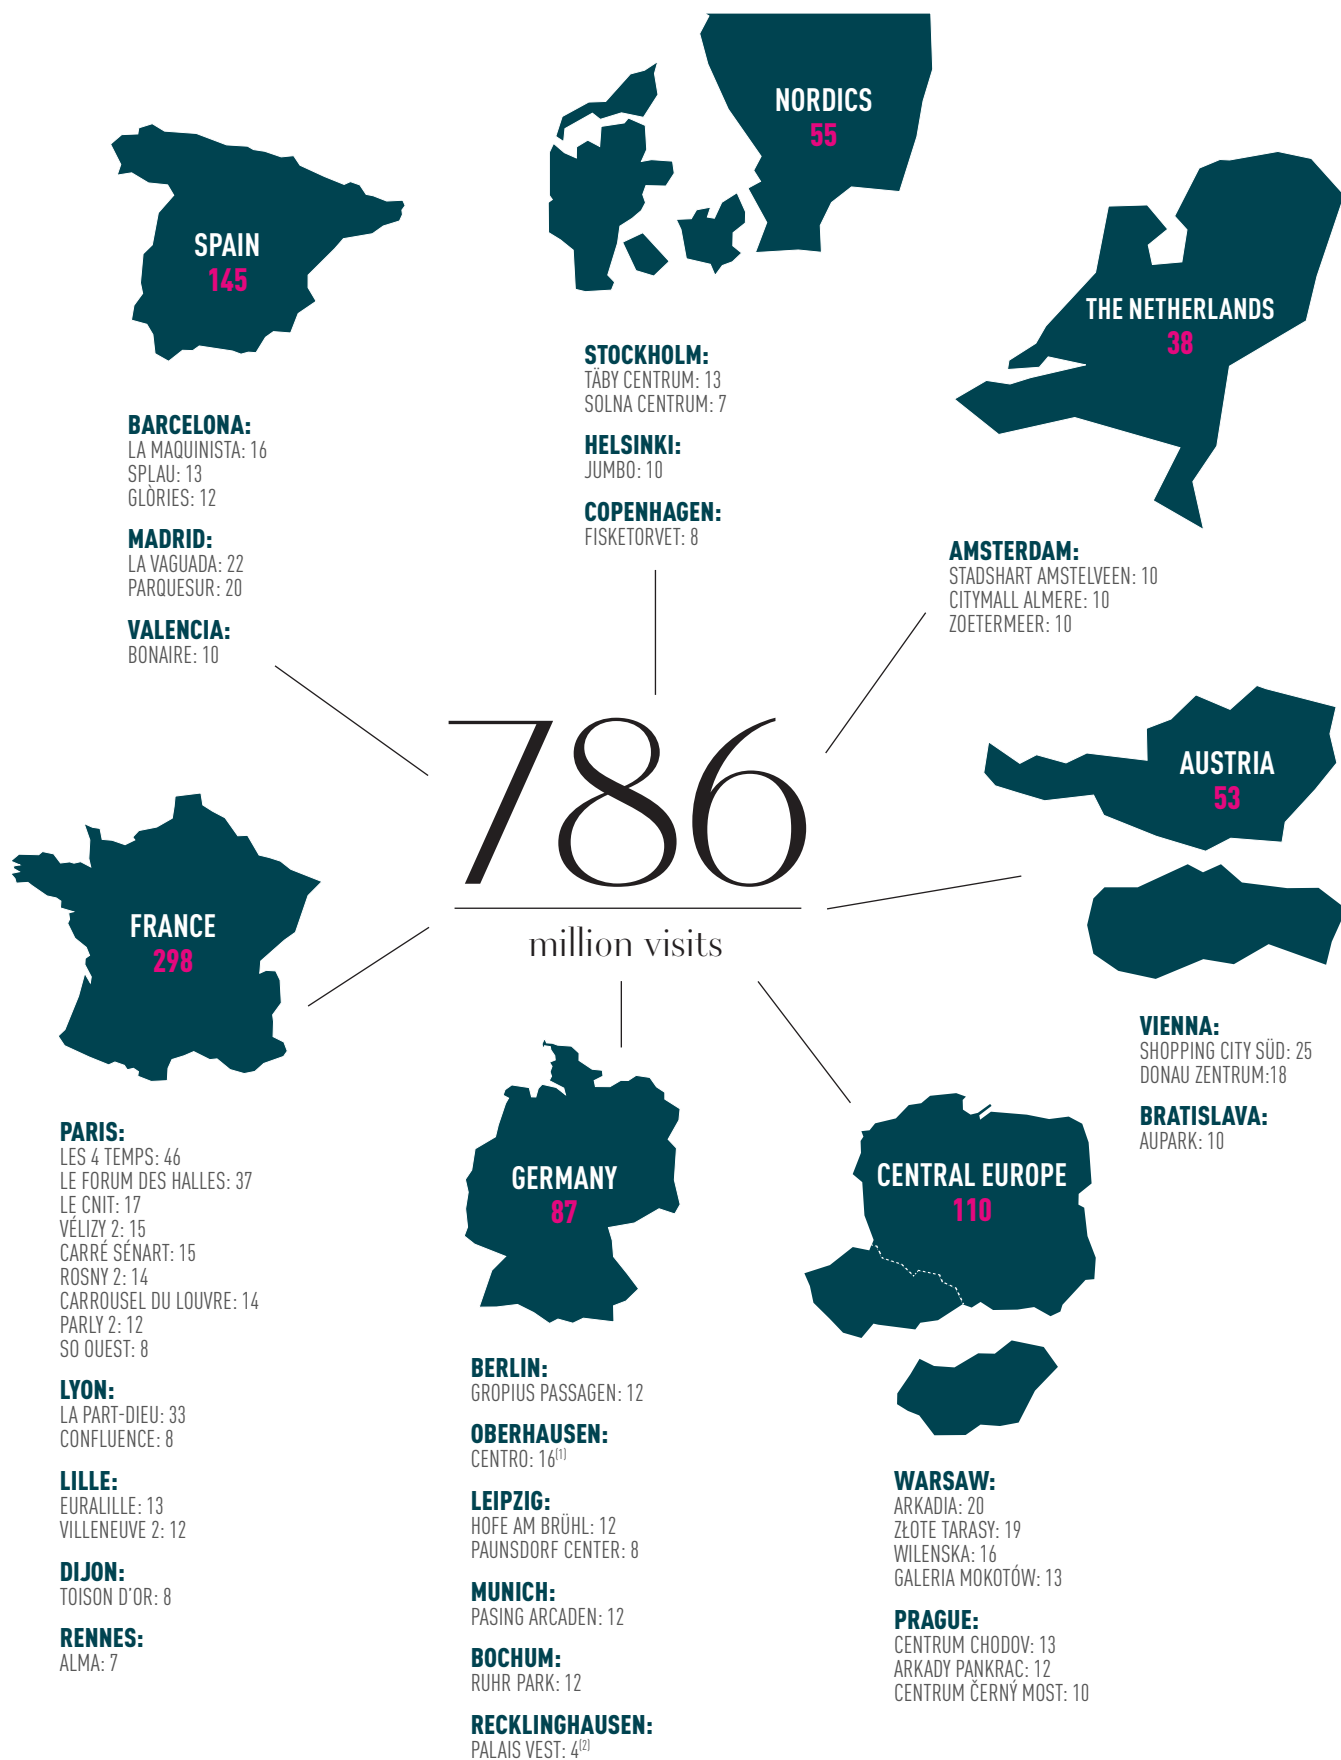 NORDICS
55
SPAIN
145
THE NETHERLANDS
38
STOCKHOLM:
TÄBY CENTRUM: 13
SOLNA CENTRUM: 7
HELSINKI:
JUMBO: 10
COPENHAGEN:
FISKETORVET: 8
BARCELONA:
LA MAQUINISTA: 16
SPLAU: 13
GLÒRIES: 12
MADRID:
LA VAGUADA: 22
PARQUESUR: 20
VALENCIA:
BONAIRE: 10
AMSTERDAM:
STADSHART AMSTELVEEN: 10
CITYMALL ALMERE: 10
ZOETERMEER: 10
786
million visits
AUSTRIA
53
VIENNA:
SHOPPING CITY SÜD: 25
DONAU ZENTRUM:18
BRATISLAVA:
AUPARK: 10
FRANCE
298
PARIS:
LES 4 TEMPS: 46
LE FORUM DES HALLES: 37
LE CNIT: 17
VÉLIZY 2: 15
CARRÉ SÉNART: 15
ROSNY 2: 14
CARROUSEL DU LOUVRE: 14
PARLY 2: 12
SO OUEST: 8
LYON:
LA PART-DIEU: 33
CONFLUENCE: 8
LILLE:
EURALILLE: 13
VILLENEUVE 2: 12
DIJON:
TOISON D'OR: 8
RENNES:
ALMA: 7
GERMANY
87
BERLIN:
GROPIUS PASSAGEN: 12
OBERHAUSEN:
CENTRO: 16(1)
LEIPZIG:
HOFE AM BRÜHL: 12
PAUNSDORF CENTER: 8
MUNICH:
PASING ARCADEN: 12
BOCHUM:
RUHR PARK: 12
RECKLINGHAUSEN:
PALAIS VEST: 4(2)
CENTRAL EUROPE
110
WARSAW:
ARKADIA: 20
ZŁOTE TARASY: 19
WILENSKA: 16
GALERIA MOKOTÓW: 13
PRAGUE:
CENTRUM CHODOV: 13
ARKADY PANKRAC: 12
CENTRUM ČERNÝ MOST: 10